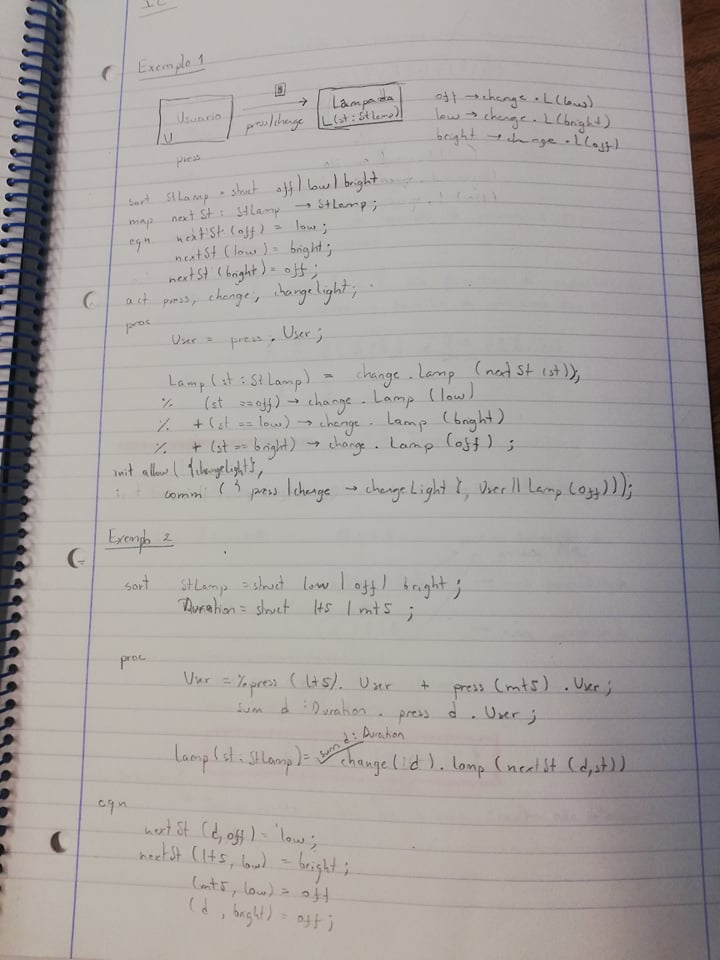 Exemplo 1
Usuario
U
press
press/change
Lampada
L(st: StLamp)
off → change . L(low)
low → change . L(bright)
bright → change . L(off)
sort StLamp = struct off | low | bright
map nextSt : StLamp → StLamp;
eqn nextSt (off) = low;
nextSt (low) = bright;
nextSt (bright) = off;
act press, change, changeLight;
proc
User = press . User;
Lamp (st : StLamp) = change . Lamp (nextSt (st));
% (st == off) → change . Lamp (low)
% + (st == low) → change . Lamp (bright)
% + (st == bright) → change . Lamp (off) ;
init allow ( {changeLight},
comm ( { press | change → changeLight }, User || Lamp (off)));
Exemplo 2
sort StLamp = struct low | off | bright ;
Duration = struct lt5 | mt5 ;
proc
User = % press (lt5) . User + press (mt5) . User ;
sum d : Duration . press d . User ;
Lamp (st : StLamp) = sum d : Duration change ( d ) . lamp (nextSt (d,st))
eqn
nextSt (d, off) = low;
nextSt (lt5, low) = bright ;
(mt5, low) = off
(d , bright) = off ;